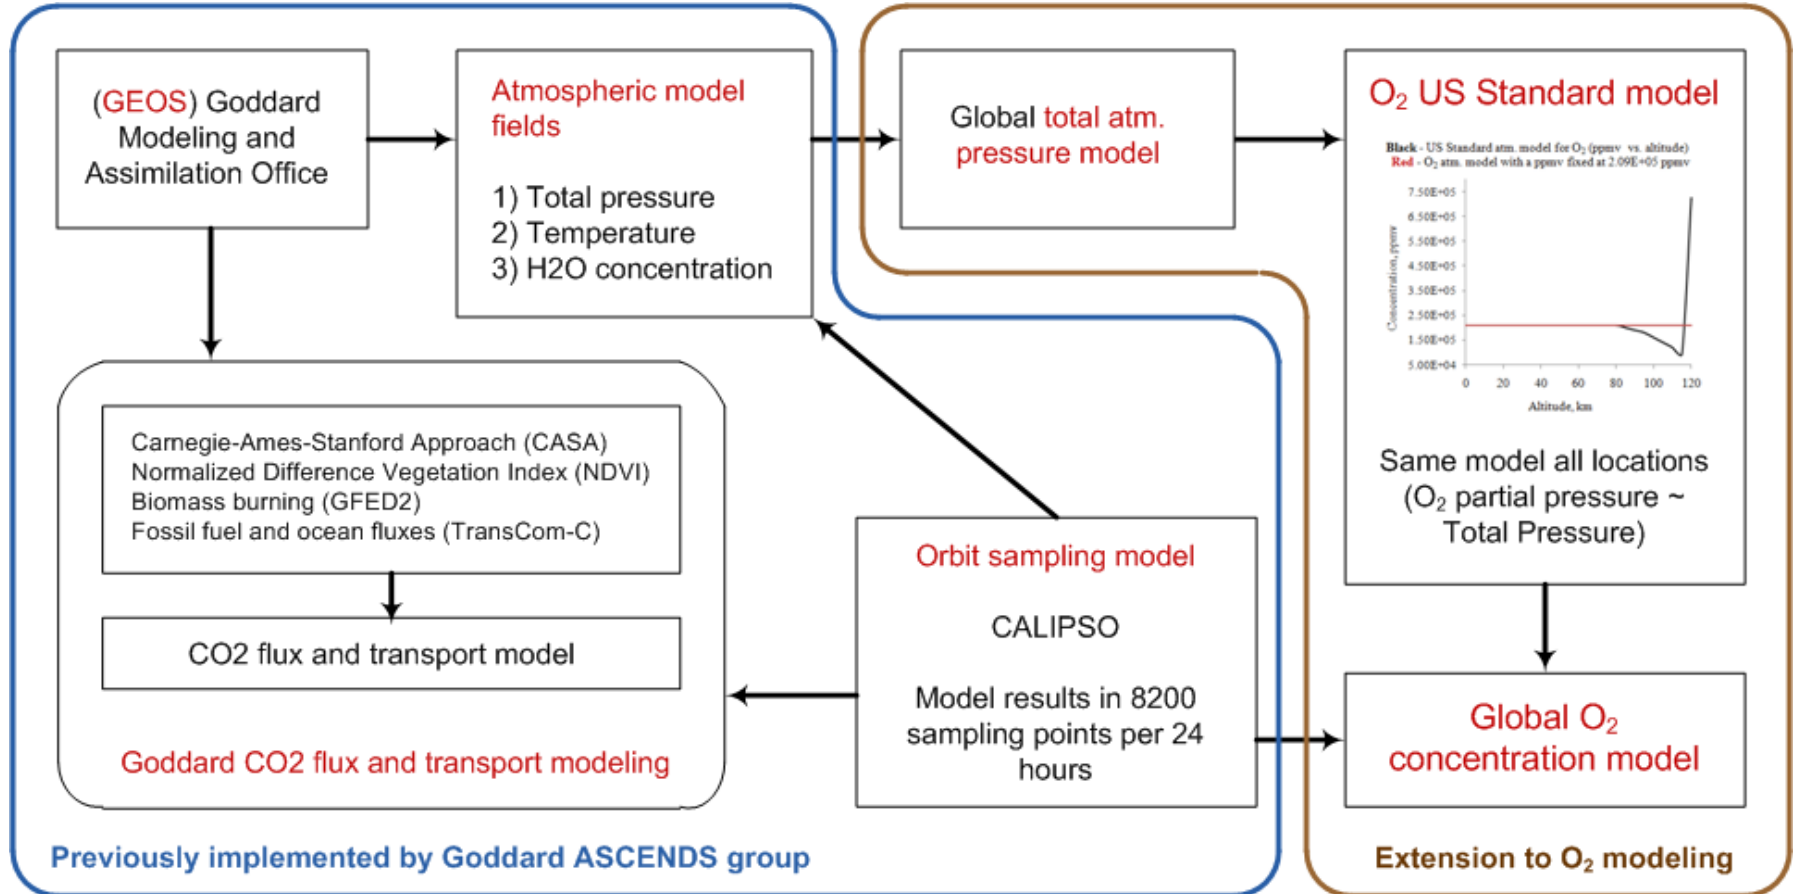 (GEOS) Goddard
Modeling and
Assimilation Office
Atmospheric model
fields
1) Total pressure
2) Temperature
3) H2O concentration
Global total atm.
pressure model
O₂ US Standard model
Black - US Standard atm. model for O₂ (ppmv vs. altitude)
Red - O₂ atm. model with a ppmv fixed at 2.09E+05 ppmv
Concentration, ppmv
7.50E+05
6.50E+05
5.50E+05
4.50E+05
3.50E+05
2.50E+05
1.50E+05
5.00E+04
0 20 40 60 80 100 120
Altitude, km
Same model all locations
(O₂ partial pressure ~
Total Pressure)
Carnegie-Ames-Stanford Approach (CASA)
Normalized Difference Vegetation Index (NDVI)
Biomass burning (GFED2)
Fossil fuel and ocean fluxes (TransCom-C)
CO2 flux and transport model
Goddard CO2 flux and transport modeling
Orbit sampling model
CALIPSO
Model results in 8200
sampling points per 24
hours
Global O₂
concentration model
Previously implemented by Goddard ASCENDS group
Extension to O₂ modeling